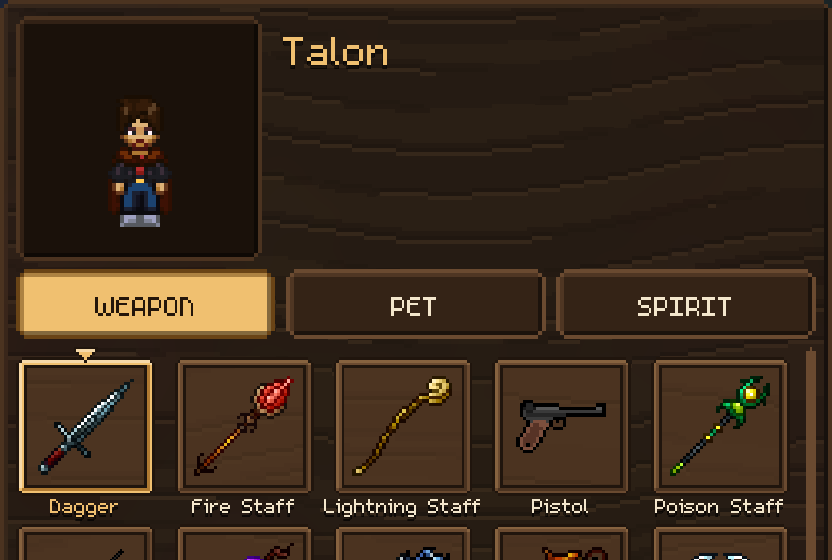 Talon
WEAPON PET SPIRIT
Dagger Fire Staff Lightning Staff Pistol Poison Staff